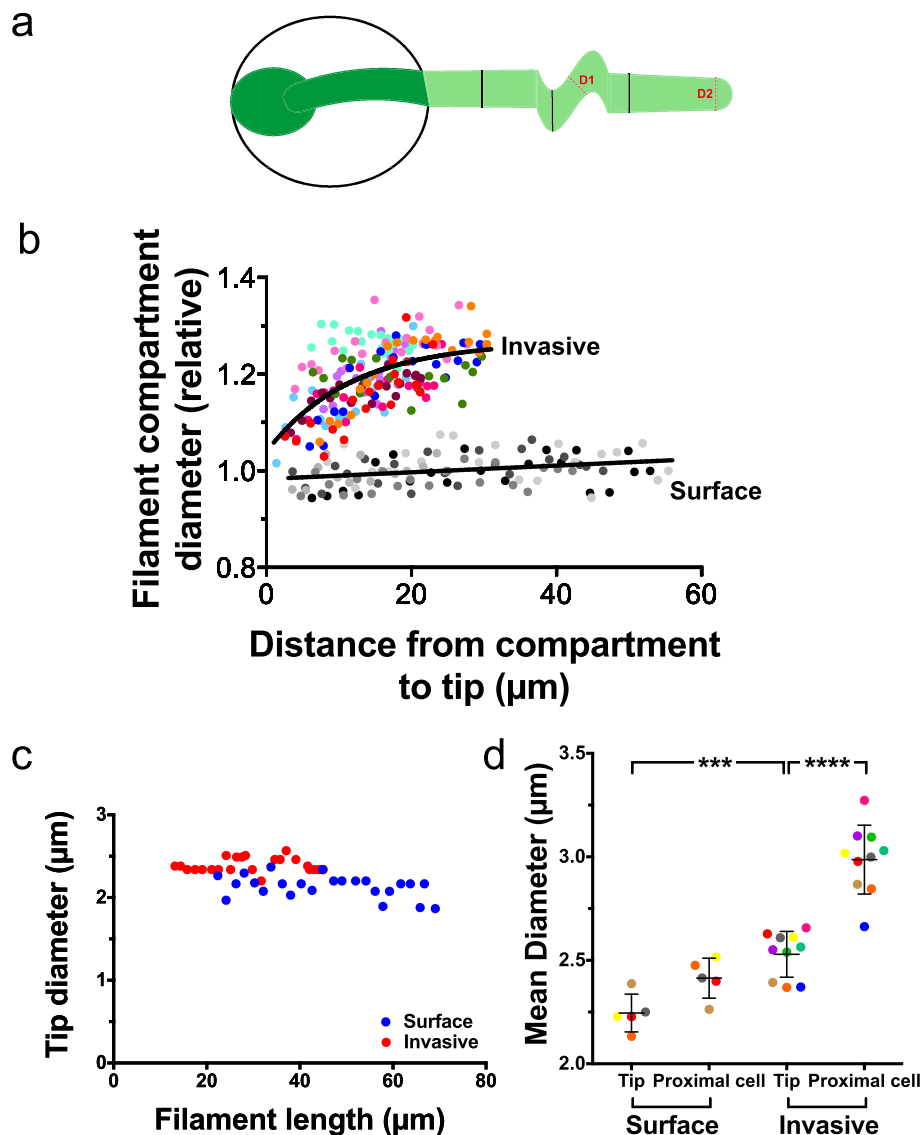 a
D1
D2
b
Filament compartment
diameter (relative)
1.4
1.2
1.0
0.8
Invasive
Surface
0
20
40
60
Distance from compartment
to tip (µm)
c
Tip diameter (µm)
3
2
1
0
Surface
Invasive
0
20
40
60
80
Filament length (µm)
d
Mean Diameter (µm)
3.5
3.0
2.5
2.0
***
****
Tip
Proximal cell
Tip
Proximal cell
Surface
Invasive